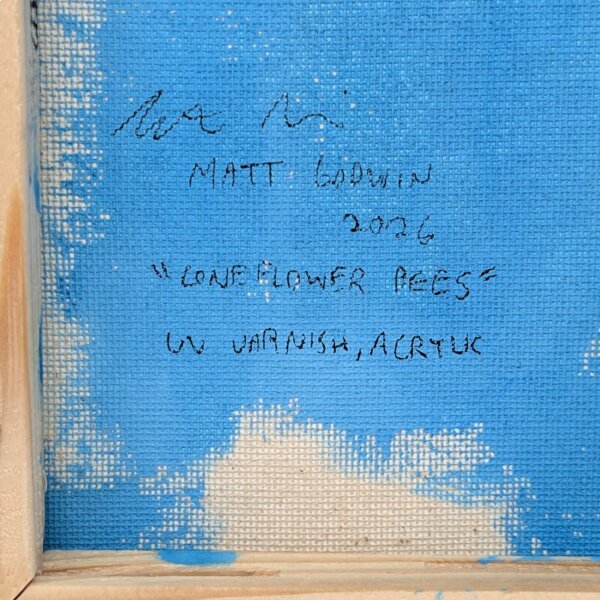 MATT GODWIN
2026
"CONEFLOWER BEES"
UV VARNISH, ACRYLIC